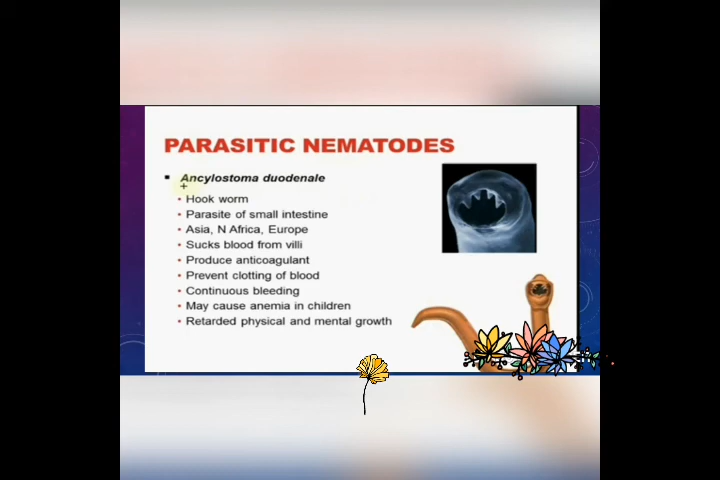 PARASITIC NEMATODES
▪ Ancylostoma duodenale
• Hook worm
• Parasite of small intestine
• Asia, N Africa, Europe
• Sucks blood from villi
• Produce anticoagulant
• Prevent clotting of blood
• Continuous bleeding
• May cause anemia in children
• Retarded physical and mental growth